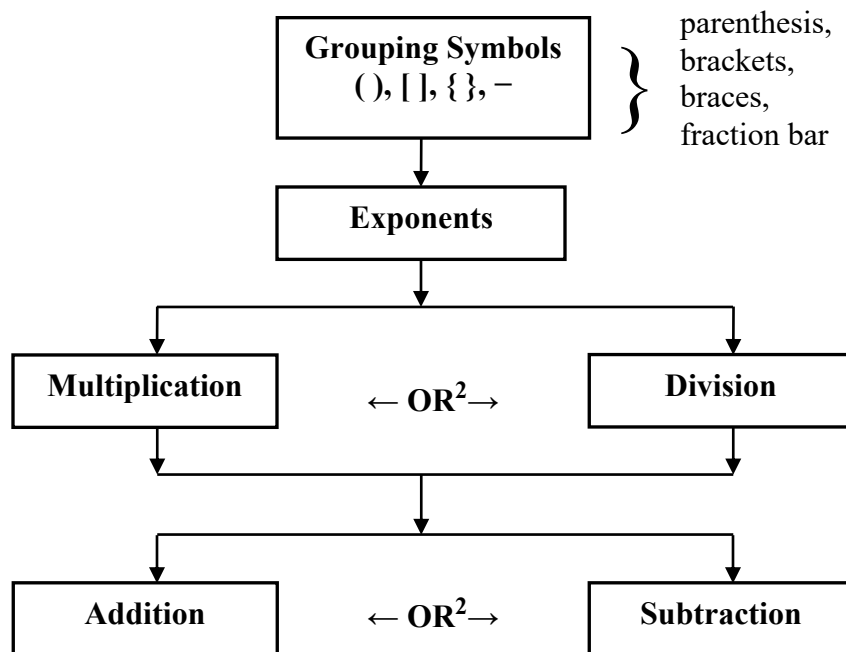 Grouping Symbols
( ), [ ], { }, −
}
parenthesis,
brackets,
braces,
fraction bar
Exponents
Multiplication
← OR²→
Division
Addition
← OR²→
Subtraction